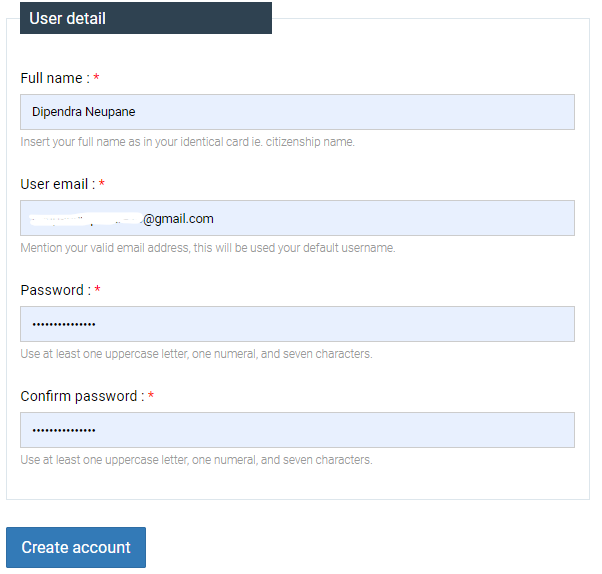 User detail
Full name : *
Dipendra Neupane
Insert your full name as in your identical card ie. citizenship name.
User email : *
@gmail.com
Mention your valid email address, this will be used your default username.
Password : *
•••••••••••••••
Use at least one uppercase letter, one numeral, and seven characters.
Confirm password : *
•••••••••••••••
Use at least one uppercase letter, one numeral, and seven characters.
Create account